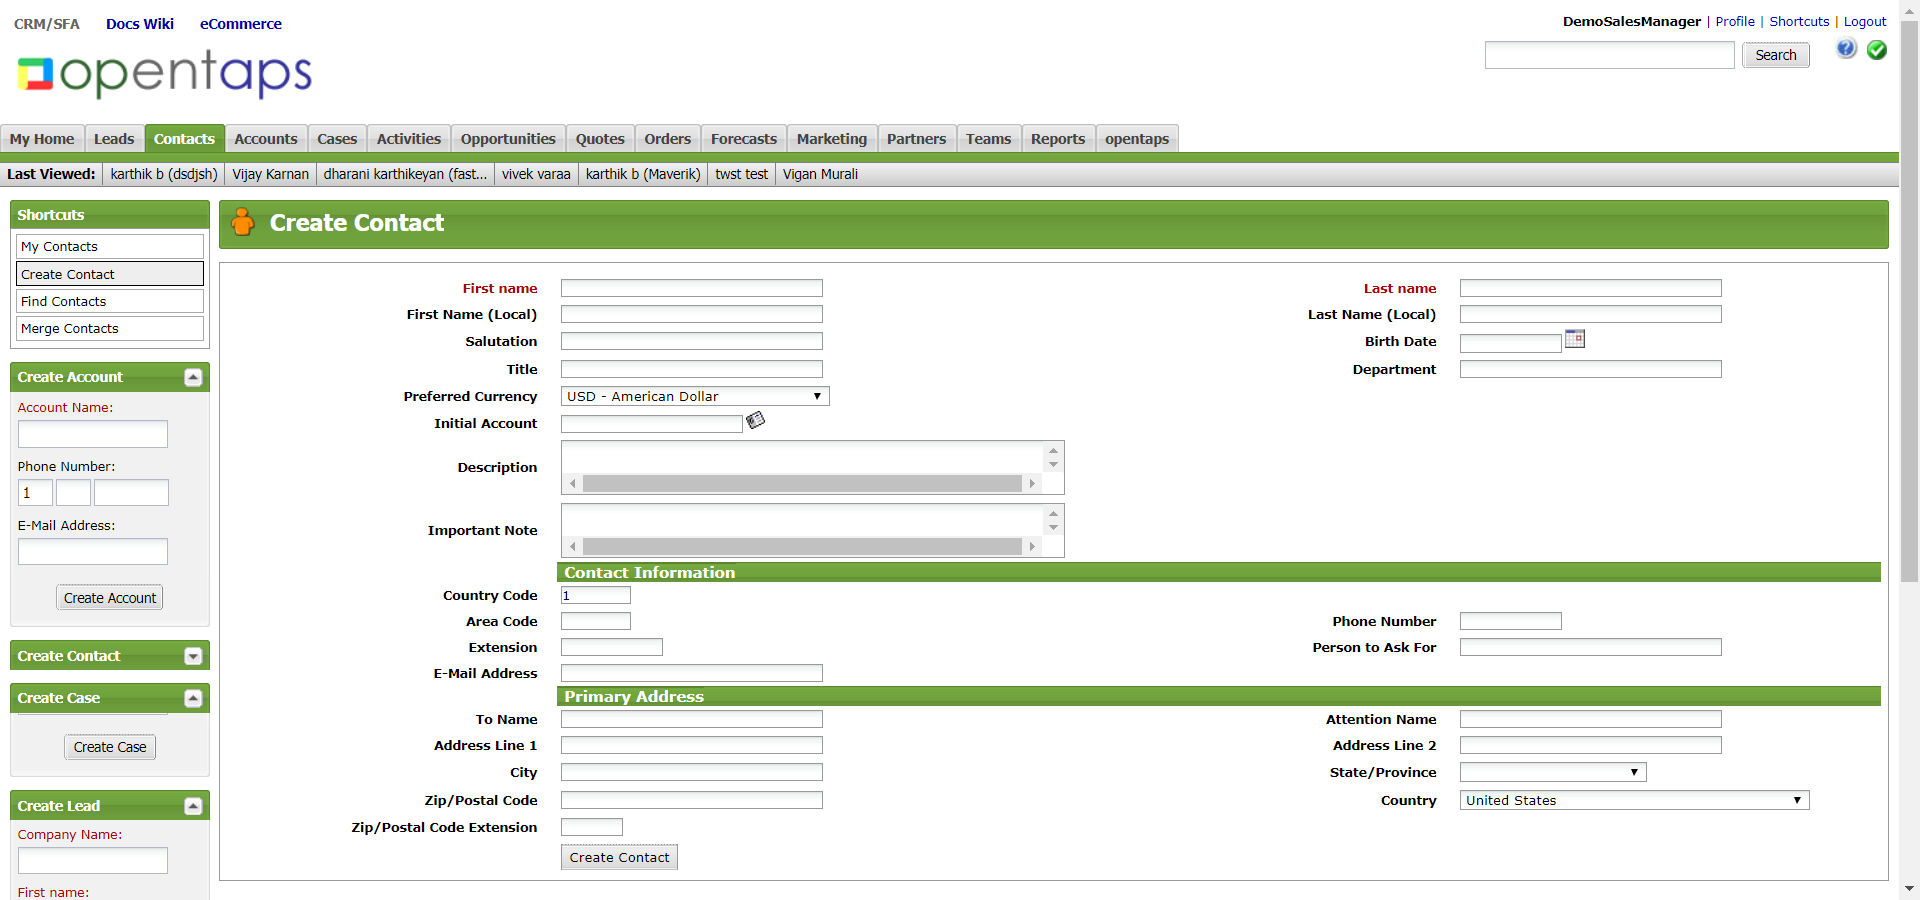 CRM/SFA Docs Wiki eCommerce
DemoSalesManager | Profile | Shortcuts | Logout
opentaps
Search
My Home Leads Contacts Accounts Cases Activities Opportunities Quotes Orders Forecasts Marketing Partners Teams Reports opentaps
Last Viewed: karthik b (dsdjsh) Vijay Karnan dharani karthikeyan (fast... vivek varaa karthik b (Maverik) twst test Vigan Murali
Shortcuts
My Contacts
Create Contact
Find Contacts
Merge Contacts
Create Account
Account Name:
Phone Number:
1
E-Mail Address:
Create Account
Create Contact
Create Case
Create Case
Create Lead
Company Name:
First name:
Create Contact
First name
Last name
First Name (Local)
Last Name (Local)
Salutation
Birth Date
Title
Department
Preferred Currency USD - American Dollar
Initial Account
Description
Important Note
Contact Information
Country Code 1
Area Code
Phone Number
Extension
Person to Ask For
E-Mail Address
Primary Address
To Name
Attention Name
Address Line 1
Address Line 2
City
State/Province
Zip/Postal Code
Country United States
Zip/Postal Code Extension
Create Contact